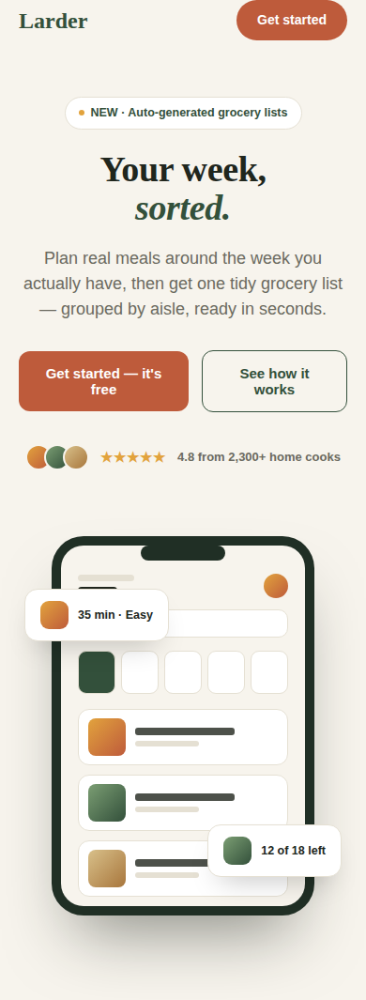 Larder
Get started
NEW · Auto-generated grocery lists
Your week,
sorted.
Plan real meals around the week you
actually have, then get one tidy grocery list
— grouped by aisle, ready in seconds.
Get started — it's
free
See how it
works
★★★★★ 4.8 from 2,300+ home cooks
35 min · Easy
12 of 18 left